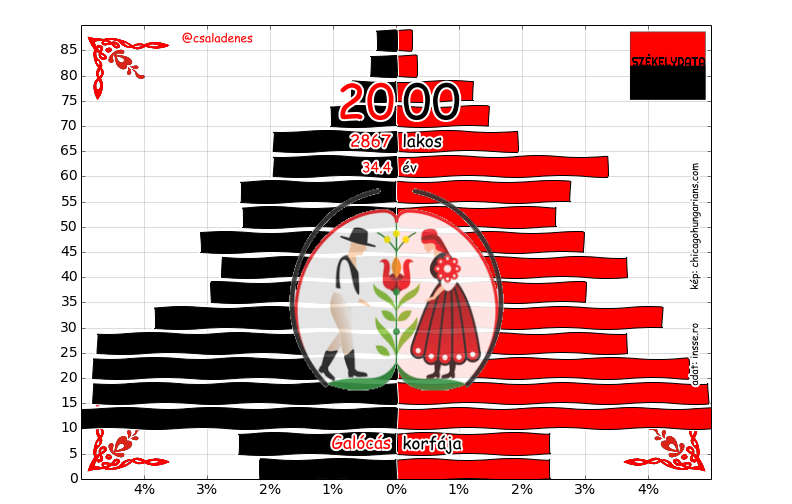 @csaladenes
SZÉKELYDATA
2000
2867 lakos
34.4 év
kép: chicagohungarians.com
adat: insse.ro
Galócás korfája
85
80
75
70
65
60
55
50
45
40
35
30
25
20
15
10
5
0
4% 3% 2% 1% 0% 1% 2% 3% 4%